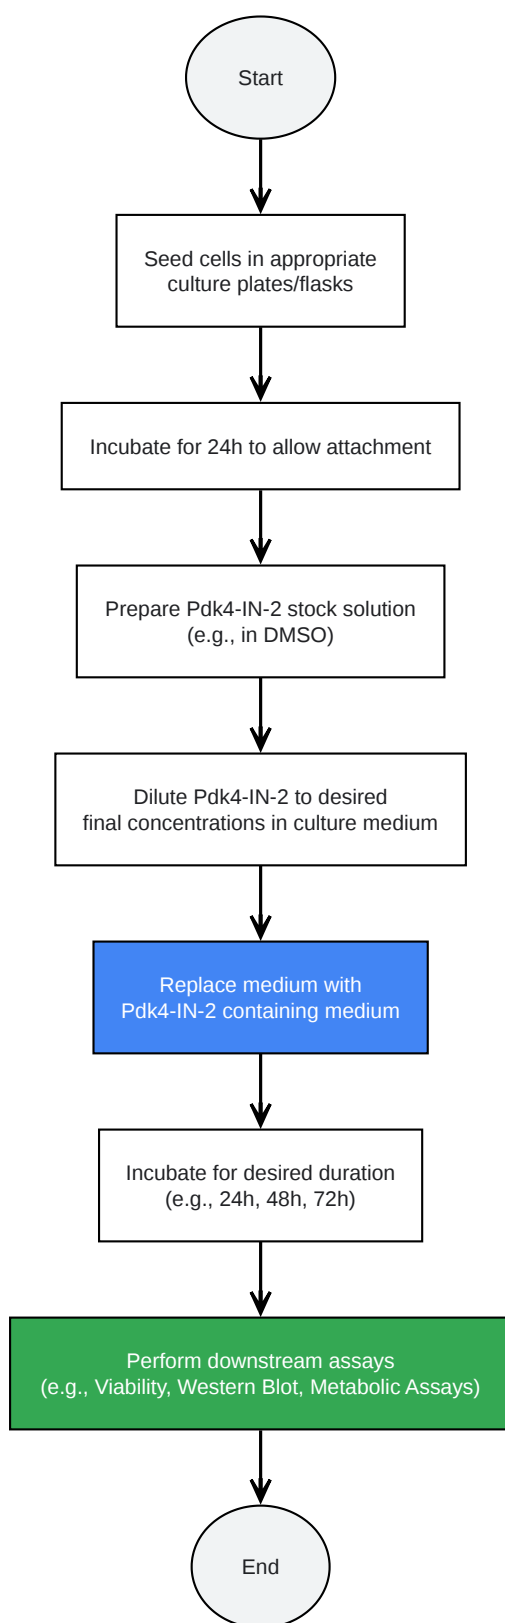 Start
Seed cells in appropriate
culture plates/flasks
Incubate for 24h to allow attachment
Prepare Pdk4-IN-2 stock solution
(e.g., in DMSO)
Dilute Pdk4-IN-2 to desired
final concentrations in culture medium
Replace medium with
Pdk4-IN-2 containing medium
Incubate for desired duration
(e.g., 24h, 48h, 72h)
Perform downstream assays
(e.g., Viability, Western Blot, Metabolic Assays)
End